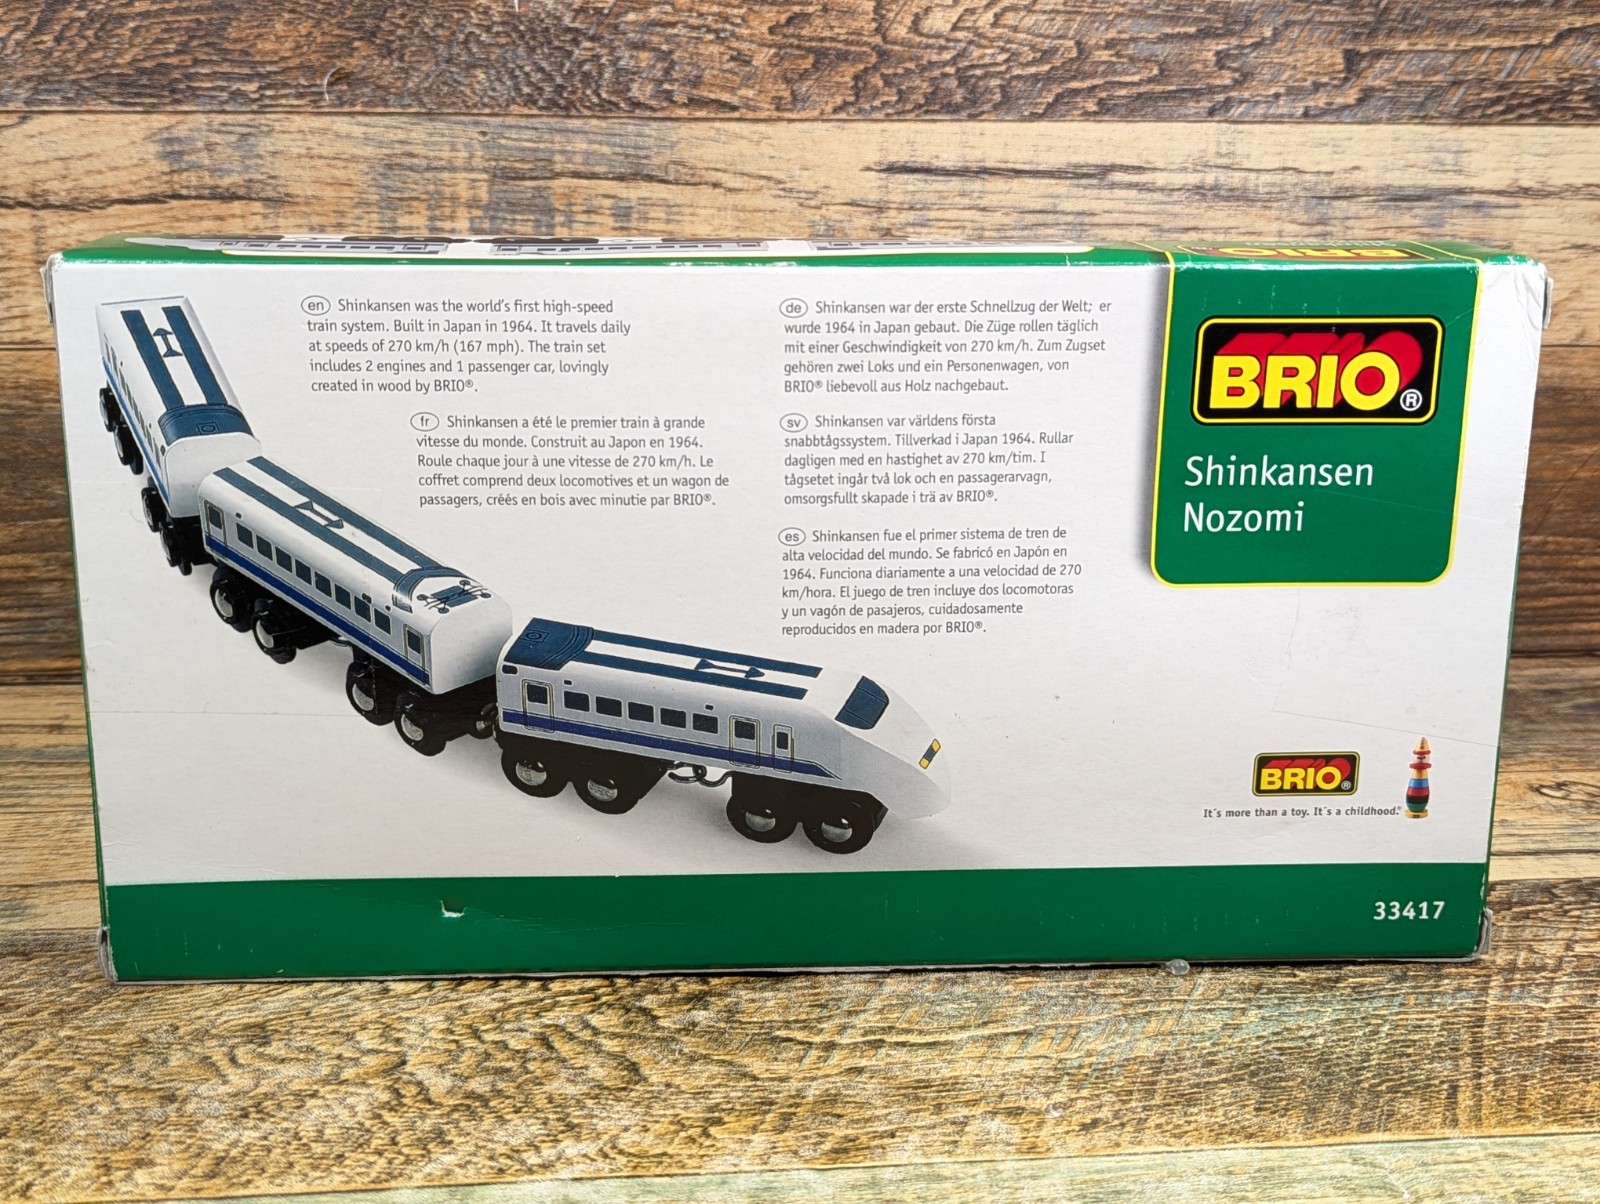 en Shinkansen was the world's first high-speed
train system. Built in Japan in 1964. It travels daily
at speeds of 270 km/h (167 mph). The train set
includes 2 engines and 1 passenger car, lovingly
created in wood by BRIO®.
fr Shinkansen a été le premier train à grande
vitesse du monde. Construit au Japon en 1964.
Roule chaque jour à une vitesse de 270 km/h. Le
coffret comprend deux locomotives et un wagon de
passagers, créés en bois avec minutie par BRIO®.
de Shinkansen war der erste Schnellzug der Welt; er
wurde 1964 in Japan gebaut. Die Züge rollen täglich
mit einer Geschwindigkeit von 270 km/h. Zum Zugset
gehören zwei Loks und ein Personenwagen, von
BRIO® liebevoll aus Holz nachgebaut.
sv Shinkansen var världens första
snabbtågssystem. Tillverkad i Japan 1964. Rullar
dagligen med en hastighet av 270 km/tim. I
tågsetet ingår två lok och en passagerarvagn,
omsorgsfullt skapade i trä av BRIO®.
es Shinkansen fue el primer sistema de tren de
alta velocidad del mundo. Se fabricó en Japón en
1964. Funciona diariamente a una velocidad de 270
km/hora. El juego de tren incluye dos locomotoras
y un vagón de pasajeros, cuidadosamente
reproducidos en madera por BRIO®.
BRIO
BRIO®
Shinkansen
Nozomi
BRIO®
It's more than a toy. It's a childhood.®
33417